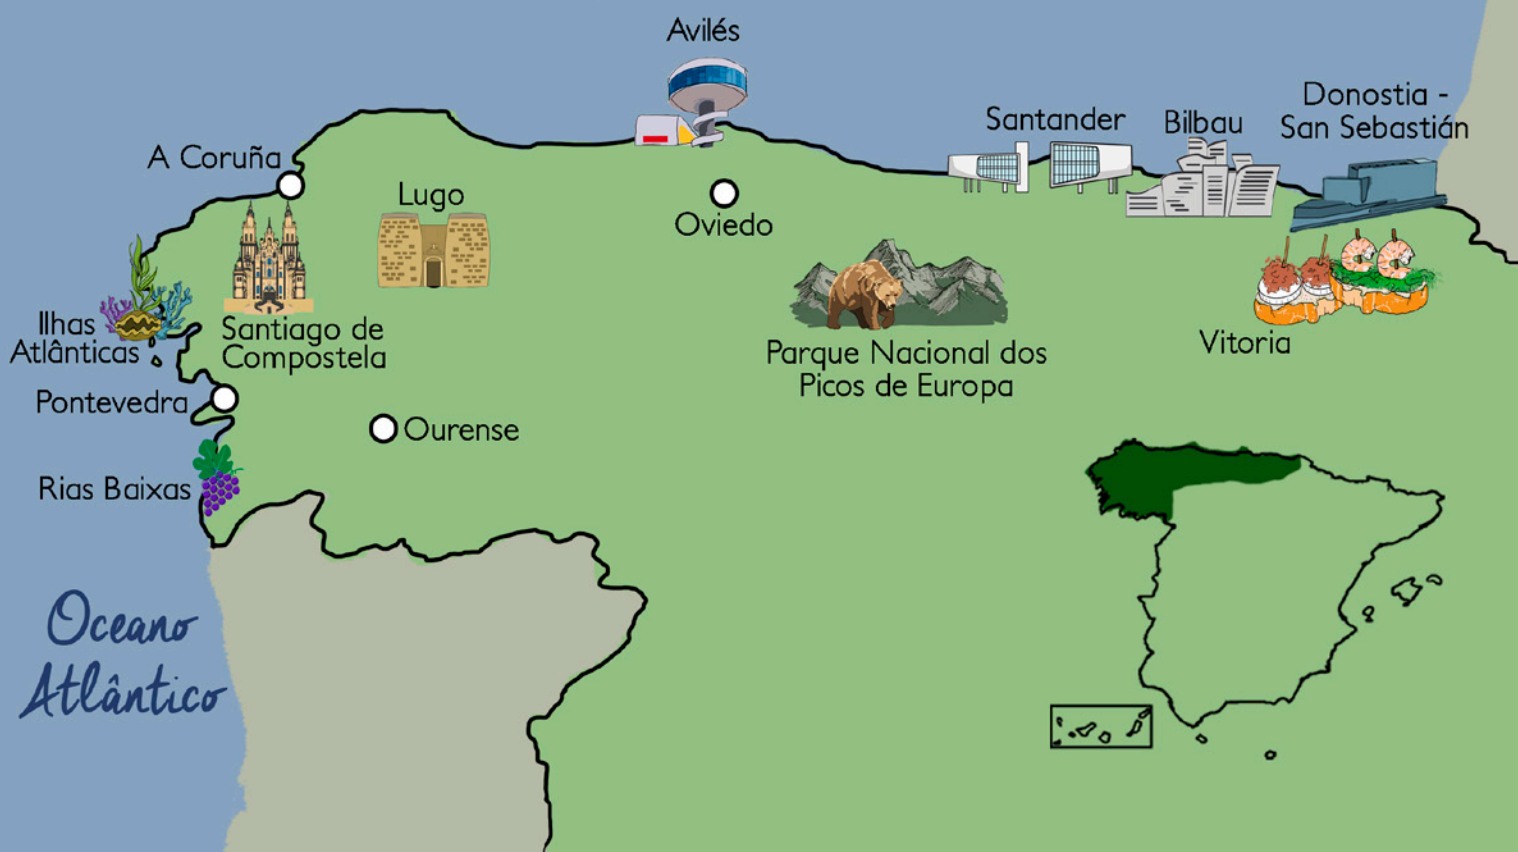 Avilés
Donostia -
San Sebastián
Santander
Bilbau
A Coruña
Lugo
Oviedo
Ilhas
Atlânticas
Santiago de
Compostela
Vitoria
Parque Nacional dos
Picos de Europa
Pontevedra
Ourense
Rias Baixas
Oceano
Atlântico